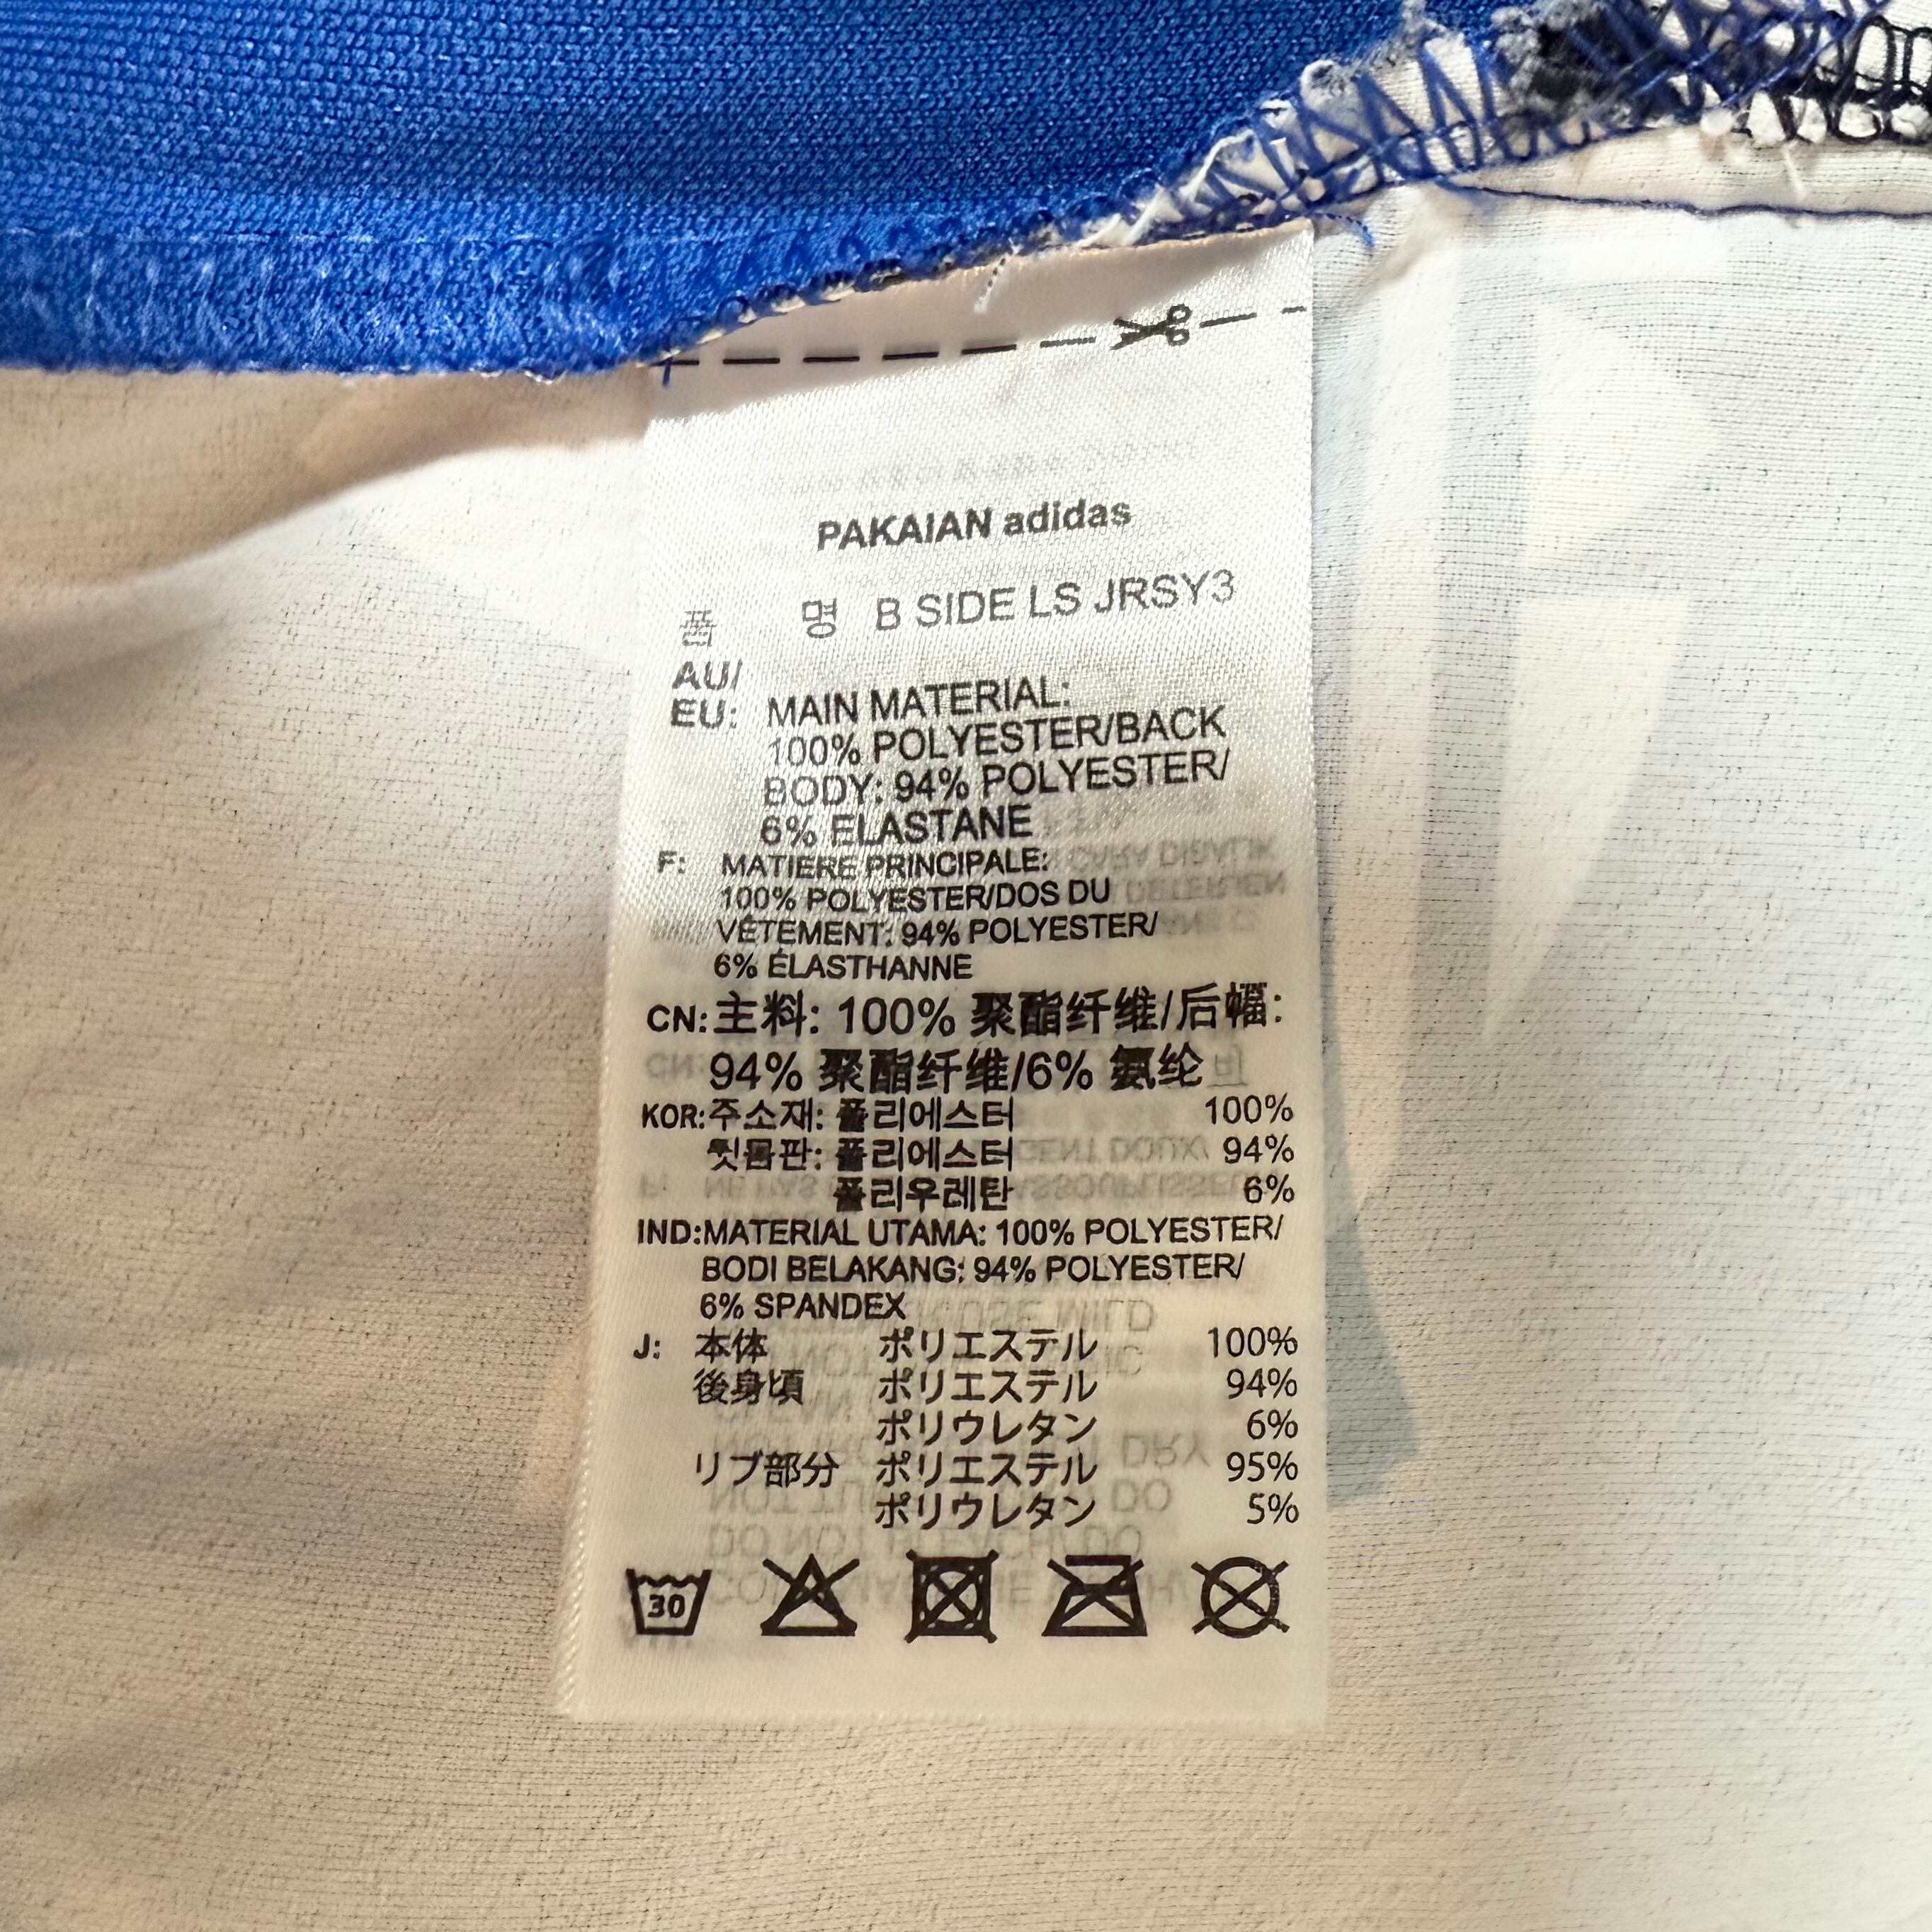 PAKAIAN adidas
품 명 B SIDE LS JRSY3
AU/
EU: MAIN MATERIAL:
100% POLYESTER/BACK
BODY: 94% POLYESTER/
6% ELASTANE
F: MATIÈRE PRINCIPALE:
100% POLYESTER/DOS DU
VÊTEMENT: 94% POLYESTER/
6% ÉLASTHANNE
CN: 主料: 100% 聚酯纤维/后幅:
94% 聚酯纤维/6% 氨纶
KOR: 주소재: 폴리에스터 100%
뒷몸판: 폴리에스터 94%
폴리우레탄 6%
IND: MATERIAL UTAMA: 100% POLYESTER/
BODI BELAKANG: 94% POLYESTER/
6% SPANDEX
J: 本体 ポリエステル 100%
後身頃 ポリエステル 94%
ポリウレタン 6%
リブ部分 ポリエステル 95%
ポリウレタン 5%
30